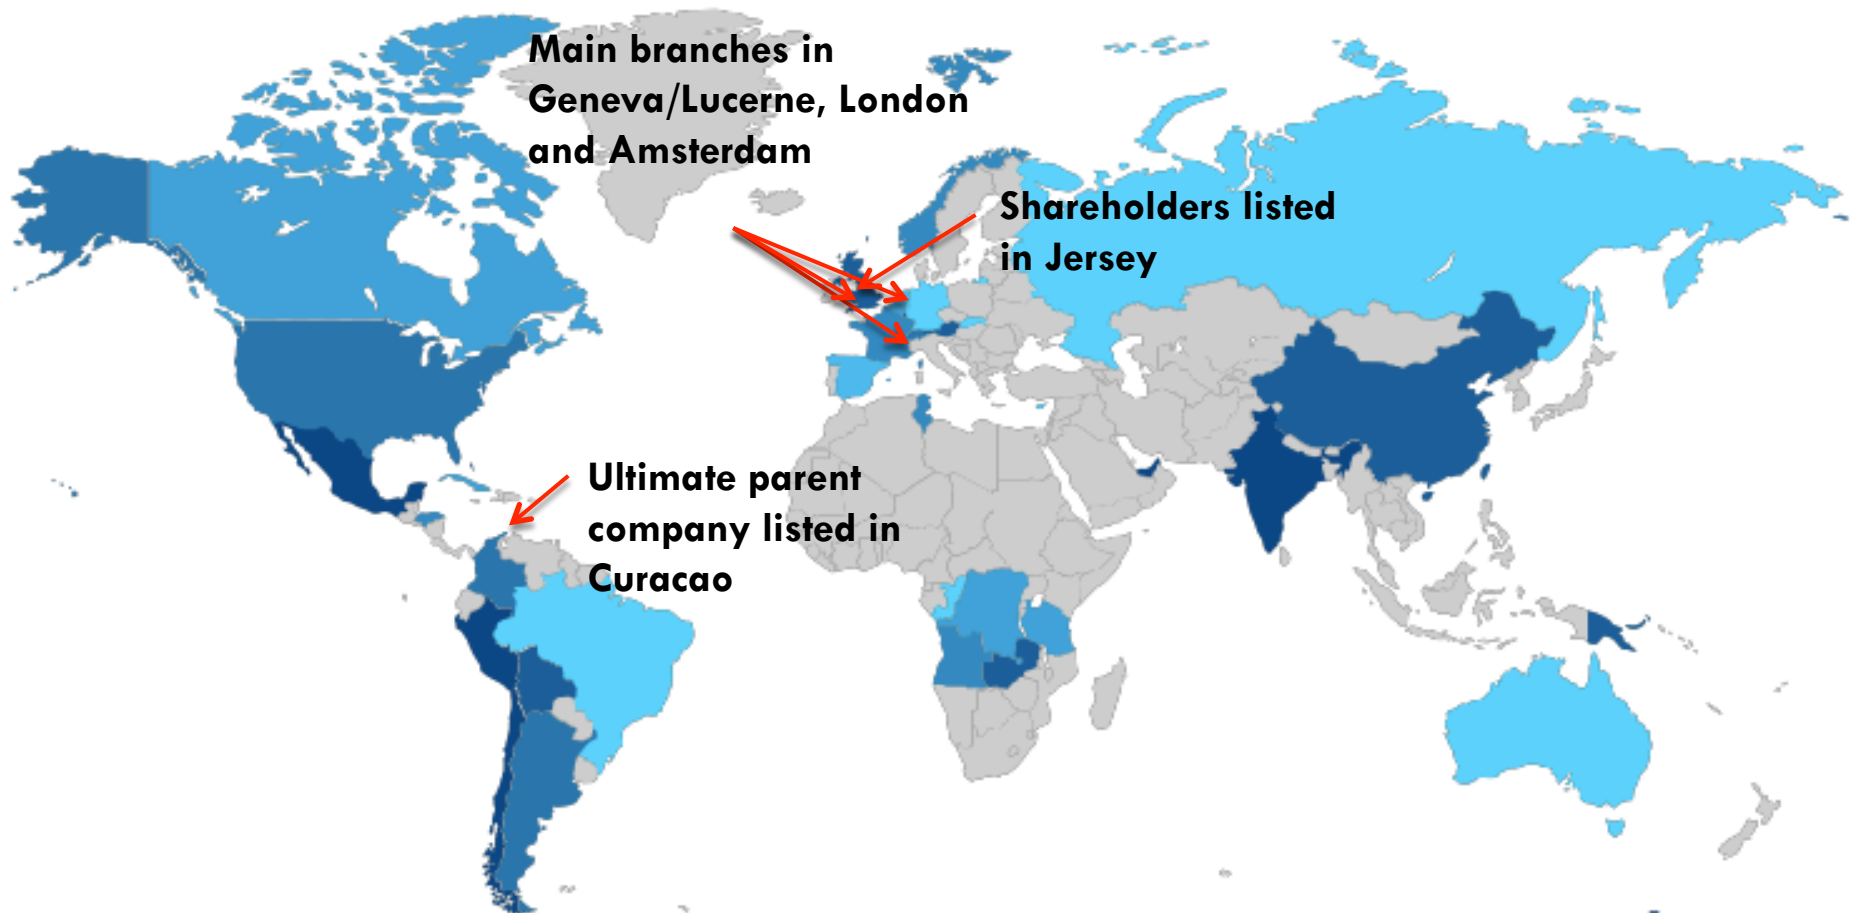 Main branches in
Geneva/Lucerne, London
and Amsterdam
Shareholders listed
in Jersey
Ultimate parent
company listed in
Curacao